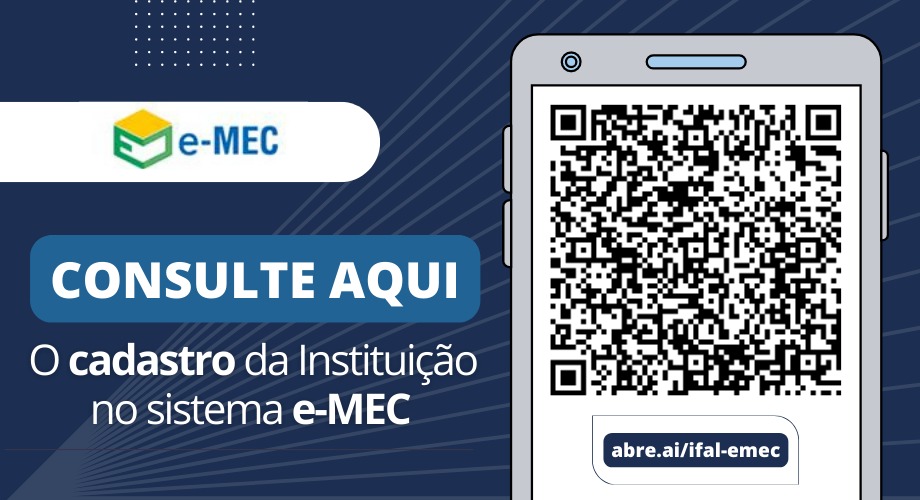 e-MEC
CONSULTE AQUI
O cadastro da Instituição
no sistema e-MEC
abre.ai/ifal-emec